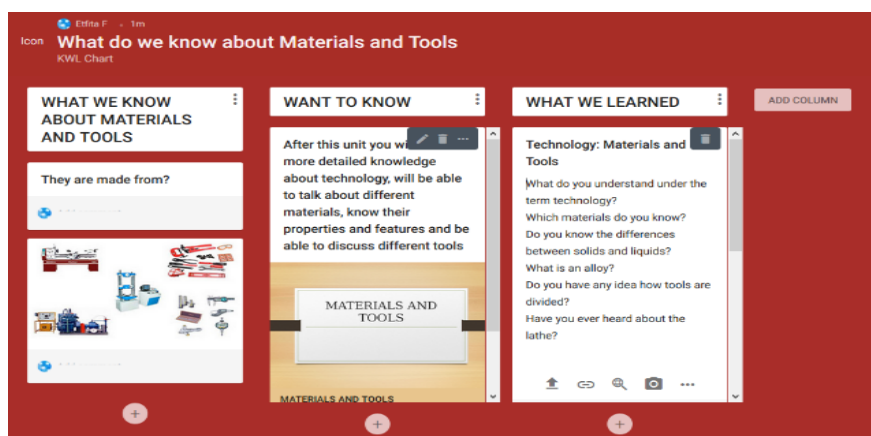 Etfita F . 1m
Icon
What do we know about Materials and Tools
KWL Chart
WHAT WE KNOW
ABOUT MATERIALS
AND TOOLS
They are made from?
WANT TO KNOW
After this unit you
more detailed knowledge
about technology, will be able
to talk about different
materials, know their
properties and features and be
able to discuss different tools
MATERIALS AND
TOOLS
MATERIALS AND TOOLS
WHAT WE LEARNED
Technology: Materials and
Tools
What do you understand under the
term technology?
Which materials do you know?
Do you know the differences
between solids and liquids?
What is an alloy?
Do you have any idea how tools are
divided?
Have you ever heard about the
lathe?
ADD COLUMN